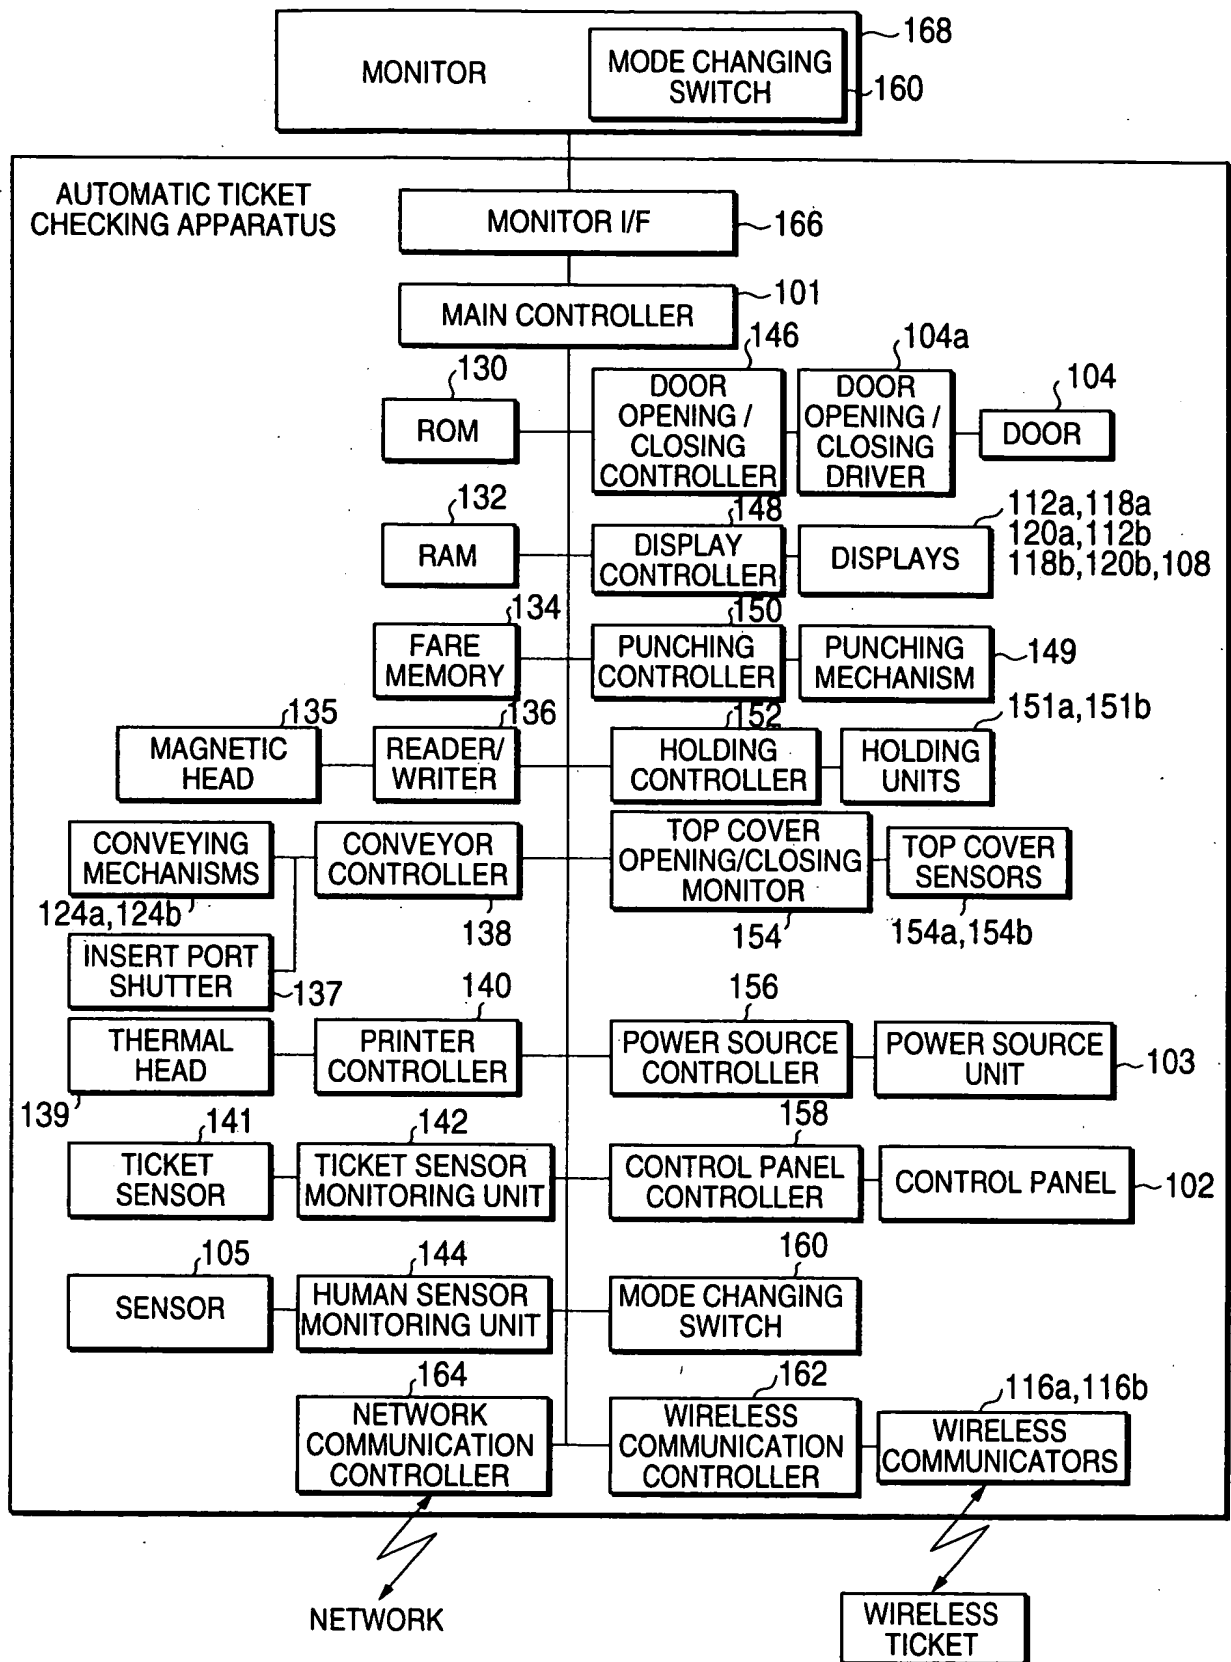 168
MONITOR
MODE CHANGING
SWITCH
160
AUTOMATIC TICKET
CHECKING APPARATUS
MONITOR I/F
166
101
MAIN CONTROLLER
130
146
104a
104
ROM
DOOR
OPENING /
CLOSING
CONTROLLER
DOOR
OPENING /
CLOSING
DRIVER
DOOR
132
148
112a,118a
120a,112b
118b,120b,108
RAM
DISPLAY
CONTROLLER
DISPLAYS
134
150
FARE
MEMORY
PUNCHING
CONTROLLER
PUNCHING
MECHANISM
149
135
136
152
151a,151b
MAGNETIC
HEAD
READER/
WRITER
HOLDING
CONTROLLER
HOLDING
UNITS
CONVEYING
MECHANISMS
124a,124b
CONVEYOR
CONTROLLER
138
TOP COVER
OPENING/CLOSING
MONITOR
154
TOP COVER
SENSORS
154a,154b
INSERT PORT
SHUTTER
137
140
156
THERMAL
HEAD
139
PRINTER
CONTROLLER
POWER SOURCE
CONTROLLER
POWER SOURCE
UNIT
103
141
142
158
TICKET
SENSOR
TICKET SENSOR
MONITORING UNIT
CONTROL PANEL
CONTROLLER
CONTROL PANEL
102
105
144
160
SENSOR
HUMAN SENSOR
MONITORING UNIT
MODE CHANGING
SWITCH
164
162
116a,116b
NETWORK
COMMUNICATION
CONTROLLER
WIRELESS
COMMUNICATION
CONTROLLER
WIRELESS
COMMUNICATORS
NETWORK
WIRELESS
TICKET